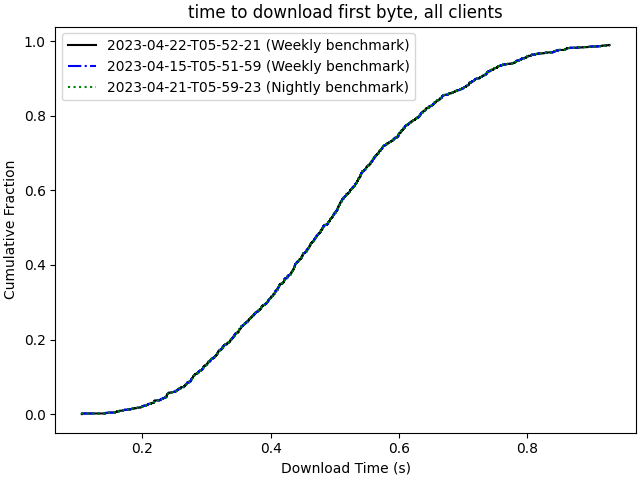 time to download first byte, all clients
2023-04-22-T05-52-21 (Weekly benchmark)
2023-04-15-T05-51-59 (Weekly benchmark)
2023-04-21-T05-59-23 (Nightly benchmark)
Cumulative Fraction
1.0
0.8
0.6
0.4
0.2
0.0
0.2 0.4 0.6 0.8
Download Time (s)